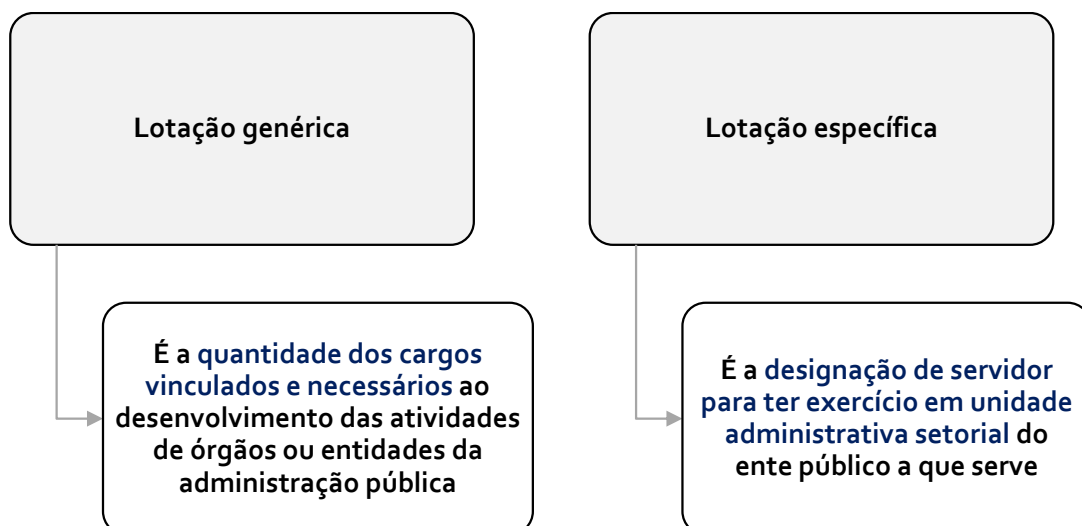 Lotação genérica
Lotação específica
É a quantidade dos cargos
vinculados e necessários ao
desenvolvimento das atividades
de órgãos ou entidades da
administração pública
É a designação de servidor
para ter exercício em unidade
administrativa setorial do
ente público a que serve